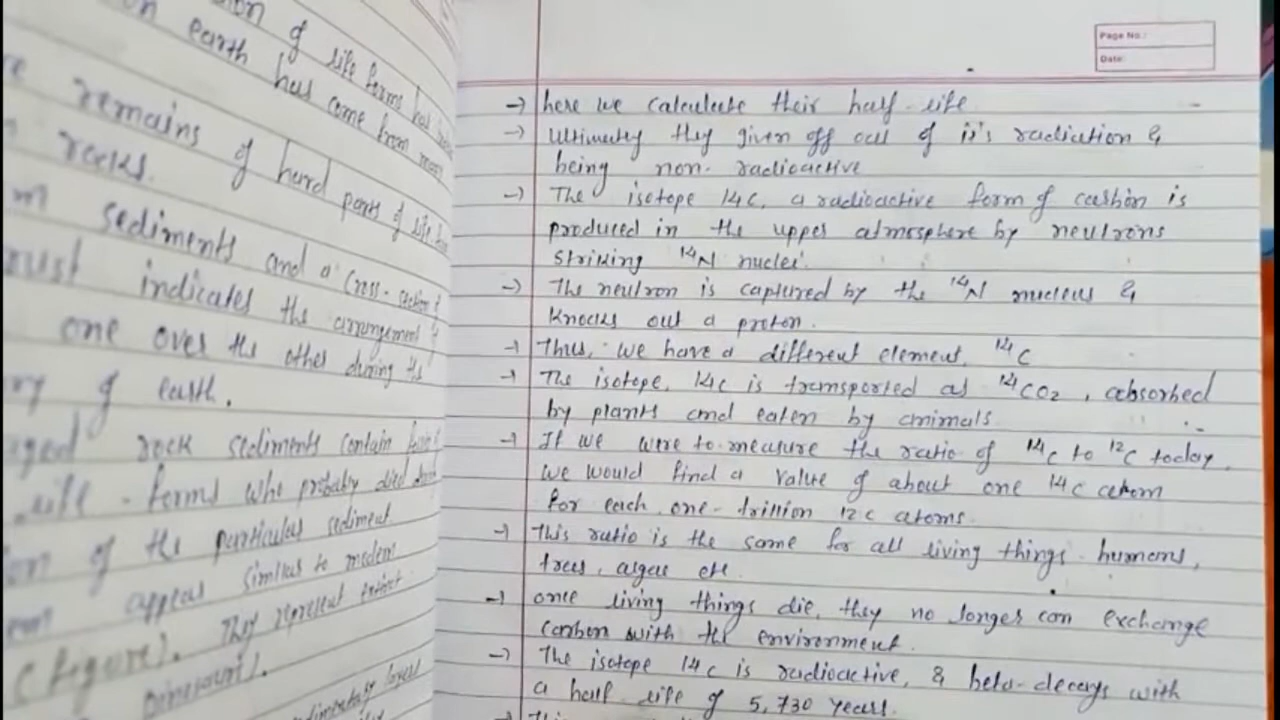 of life forms has
earth has come from
remains of hard parts of life
rocks.
sediments and a cross-section of
indicates the arrangement of
one over the other during the
of earth.
rock sediments contain
life-forms who probably died
of the particular sediment.
appear similar to modern
(figure). They represent extinct
Dinosaurs).
layers
Page No.:
Date:
→ here we calculate their half-life
→ Ultimetly they given off all of it's radiation &
being non-radioactive
→ The isotope 14C, a radioactive form of carbon is
produced in the upper atmosphere by neutrons
striking ¹⁴N nuclei.
→ The neutron is captured by the ¹⁴N nucleus &
knocks out a proton.
→ Thus, we have a different element, ¹⁴C
→ The isotope, 14C is transported as ¹⁴CO₂, absorbed
by plants and eaten by animals.
→ If we were to measure the ratio of ¹⁴C to ¹²C today,
we would find a value of about one ¹⁴C atom
for each one-trillion 12C atoms.
→ This ratio is the same for all living things - humans,
trees, algae etc.
→ once living things die, they no longer can exchange
carbon with the environment.
→ The isotope 14C is radioactive, & beta-decays with
a half life of 5,730 years.